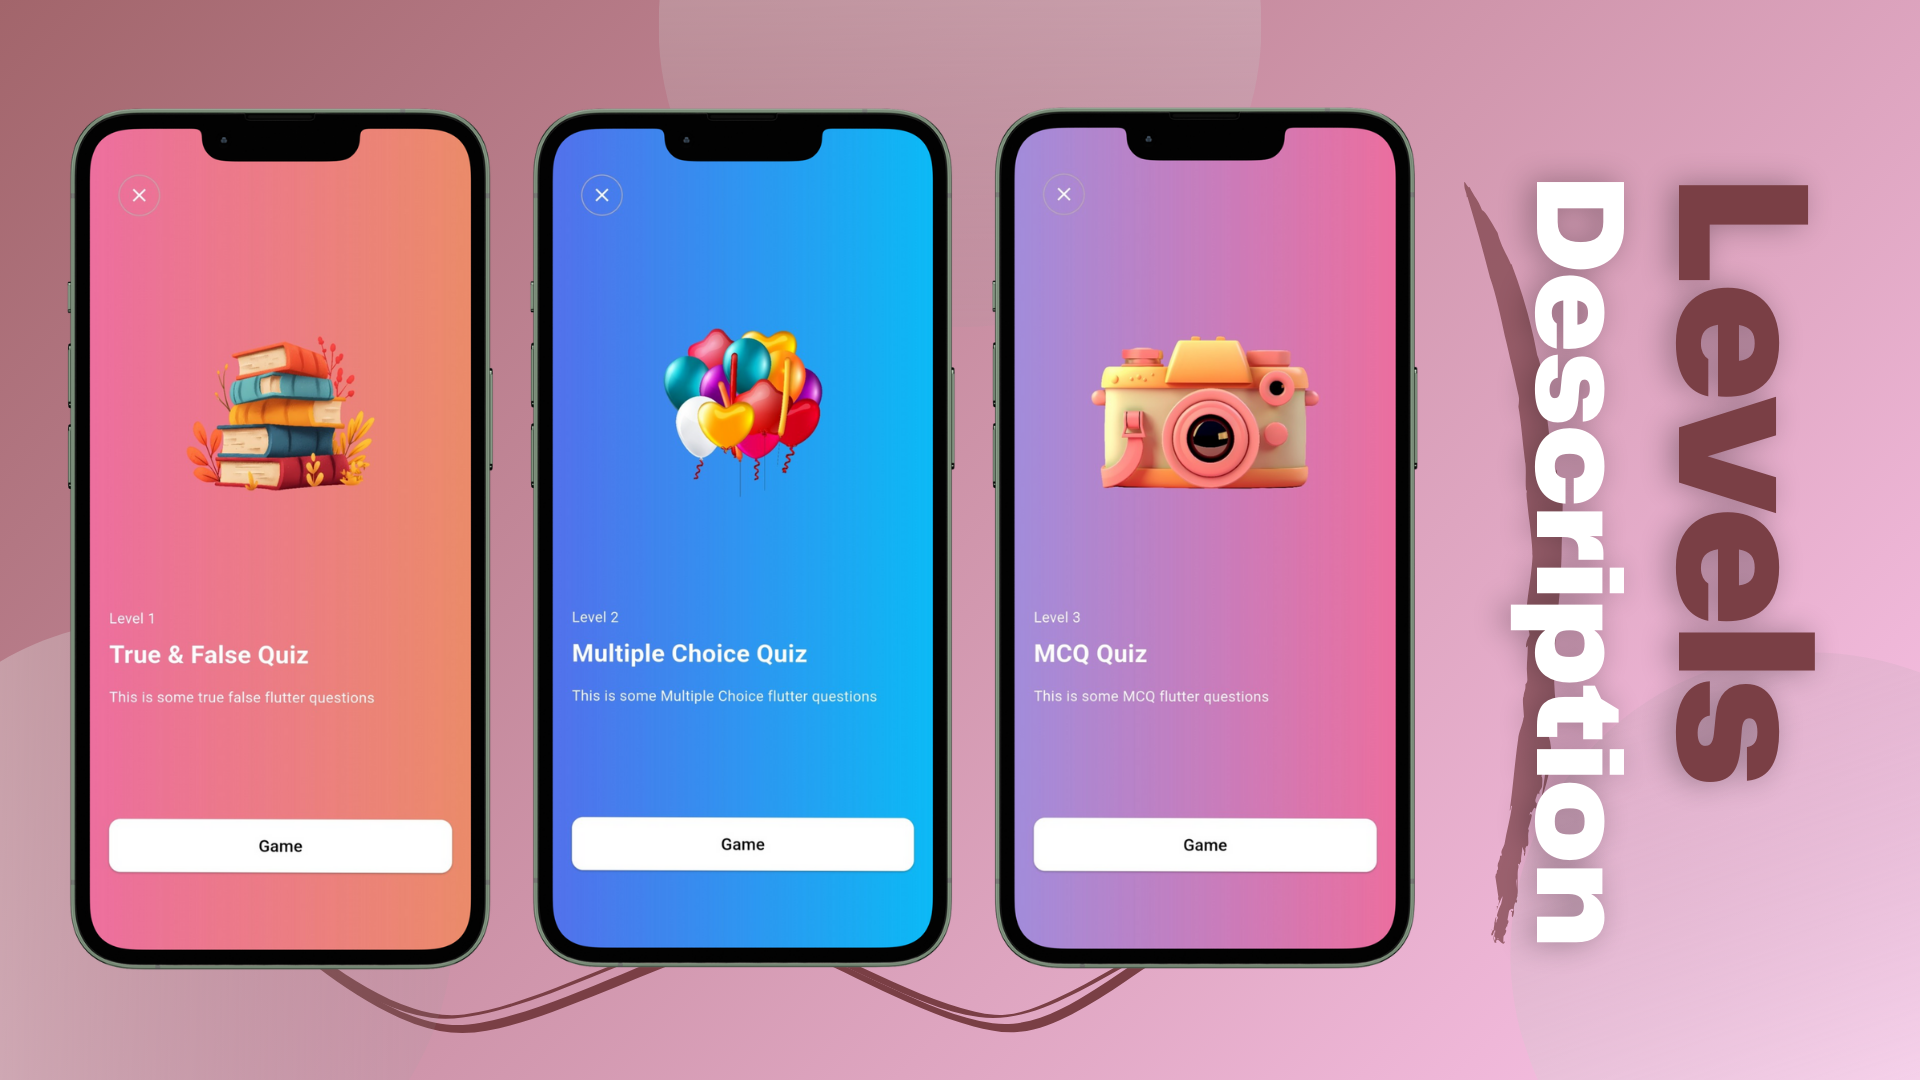 Level 1
True & False Quiz
This is some true false flutter questions
Game
Level 2
Multiple Choice Quiz
This is some Multiple Choice flutter questions
Game
Level 3
MCQ Quiz
This is some MCQ flutter questions
Game
Levels
Description